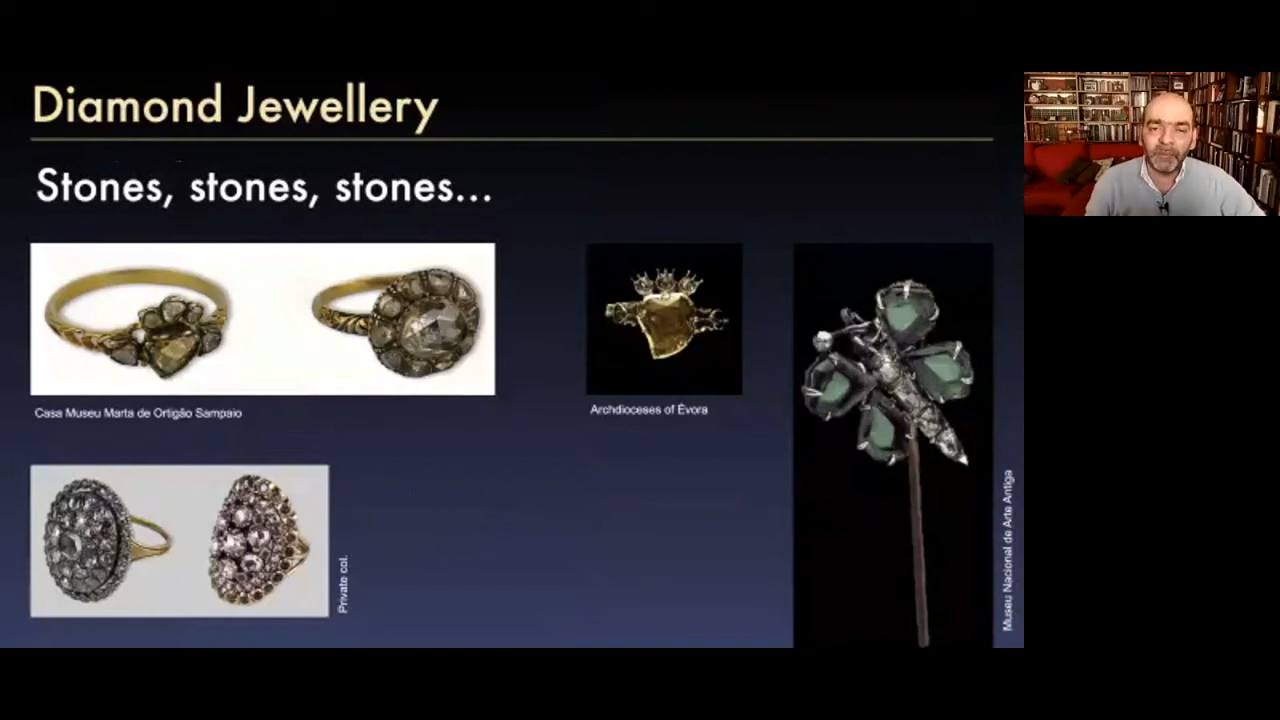 Diamond Jewellery
Stones, stones, stones...
Casa Museu Marta de Ortigão Sampaio
Archdioceses of Évora
Private col.
Museu Nacional de Arte Antiga